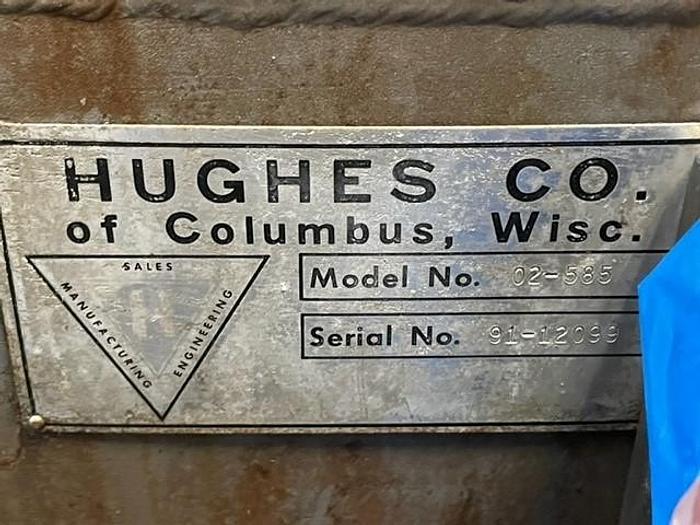 HUGHES CO.
of Columbus, Wisc.
SALES
MANUFACTURING
ENGINEERING
H
Model No. 02-585
Serial No. 91-12099